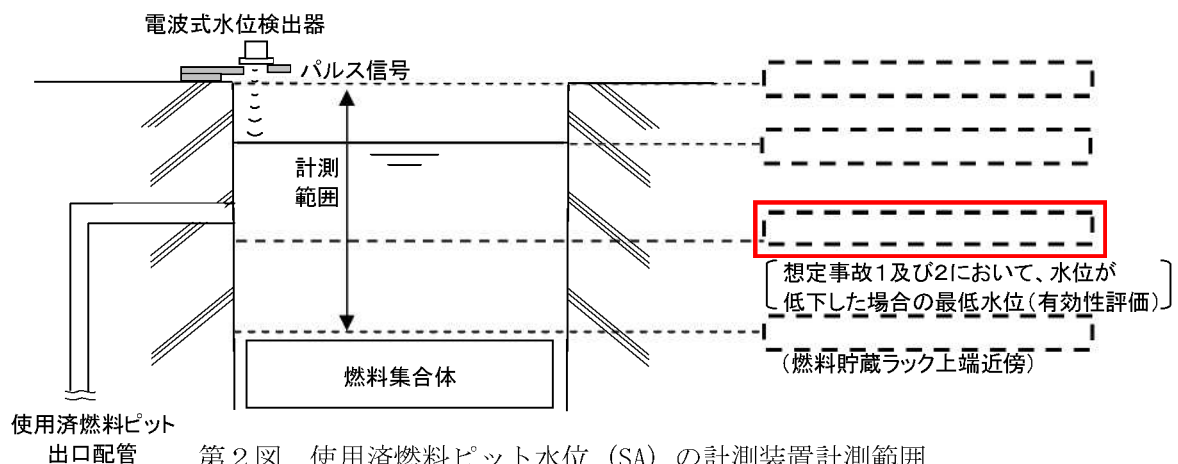 電波式水位検出器
パルス信号
計測
範囲
想定事故1及び2において、水位が
低下した場合の最低水位(有効性評価)
(燃料貯蔵ラック上端近傍)
燃料集合体
使用済燃料ピット
出口配管
第2図 使用済燃料ピット水位 (SA) の計測装置計測範囲